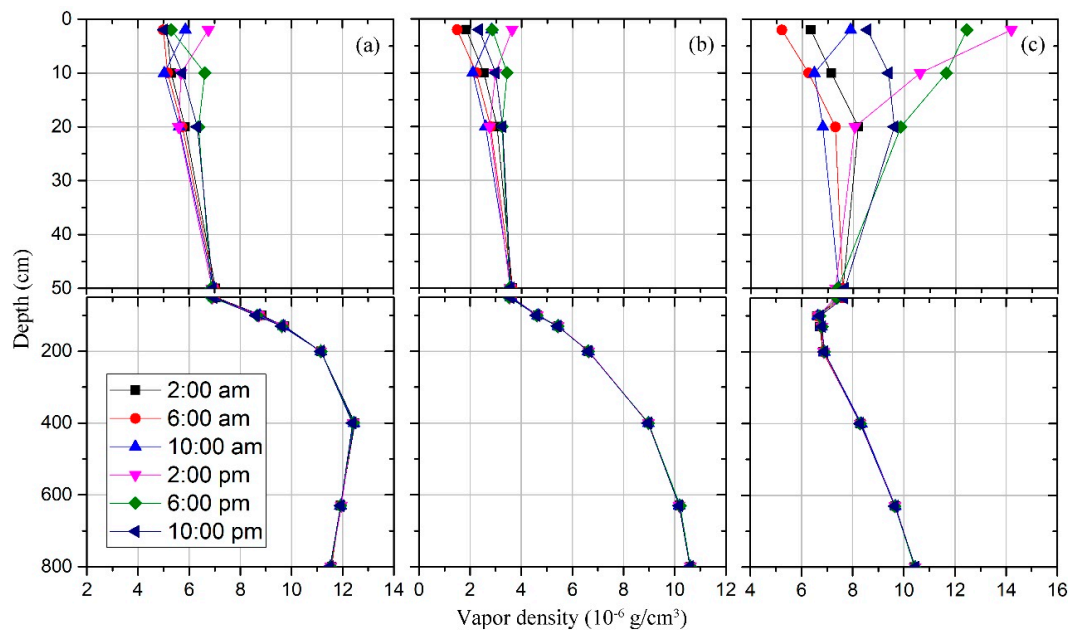 0
10
20
30
40
50
200
400
600
800
Depth (cm)
(a)
(b)
(c)
2:00 am
6:00 am
10:00 am
2:00 pm
6:00 pm
10:00 pm
2 4 6 8 10 12 14
0 2 4 6 8 10 12
4 6 8 10 12 14 16
Vapor density (10⁻⁶ g/cm³)